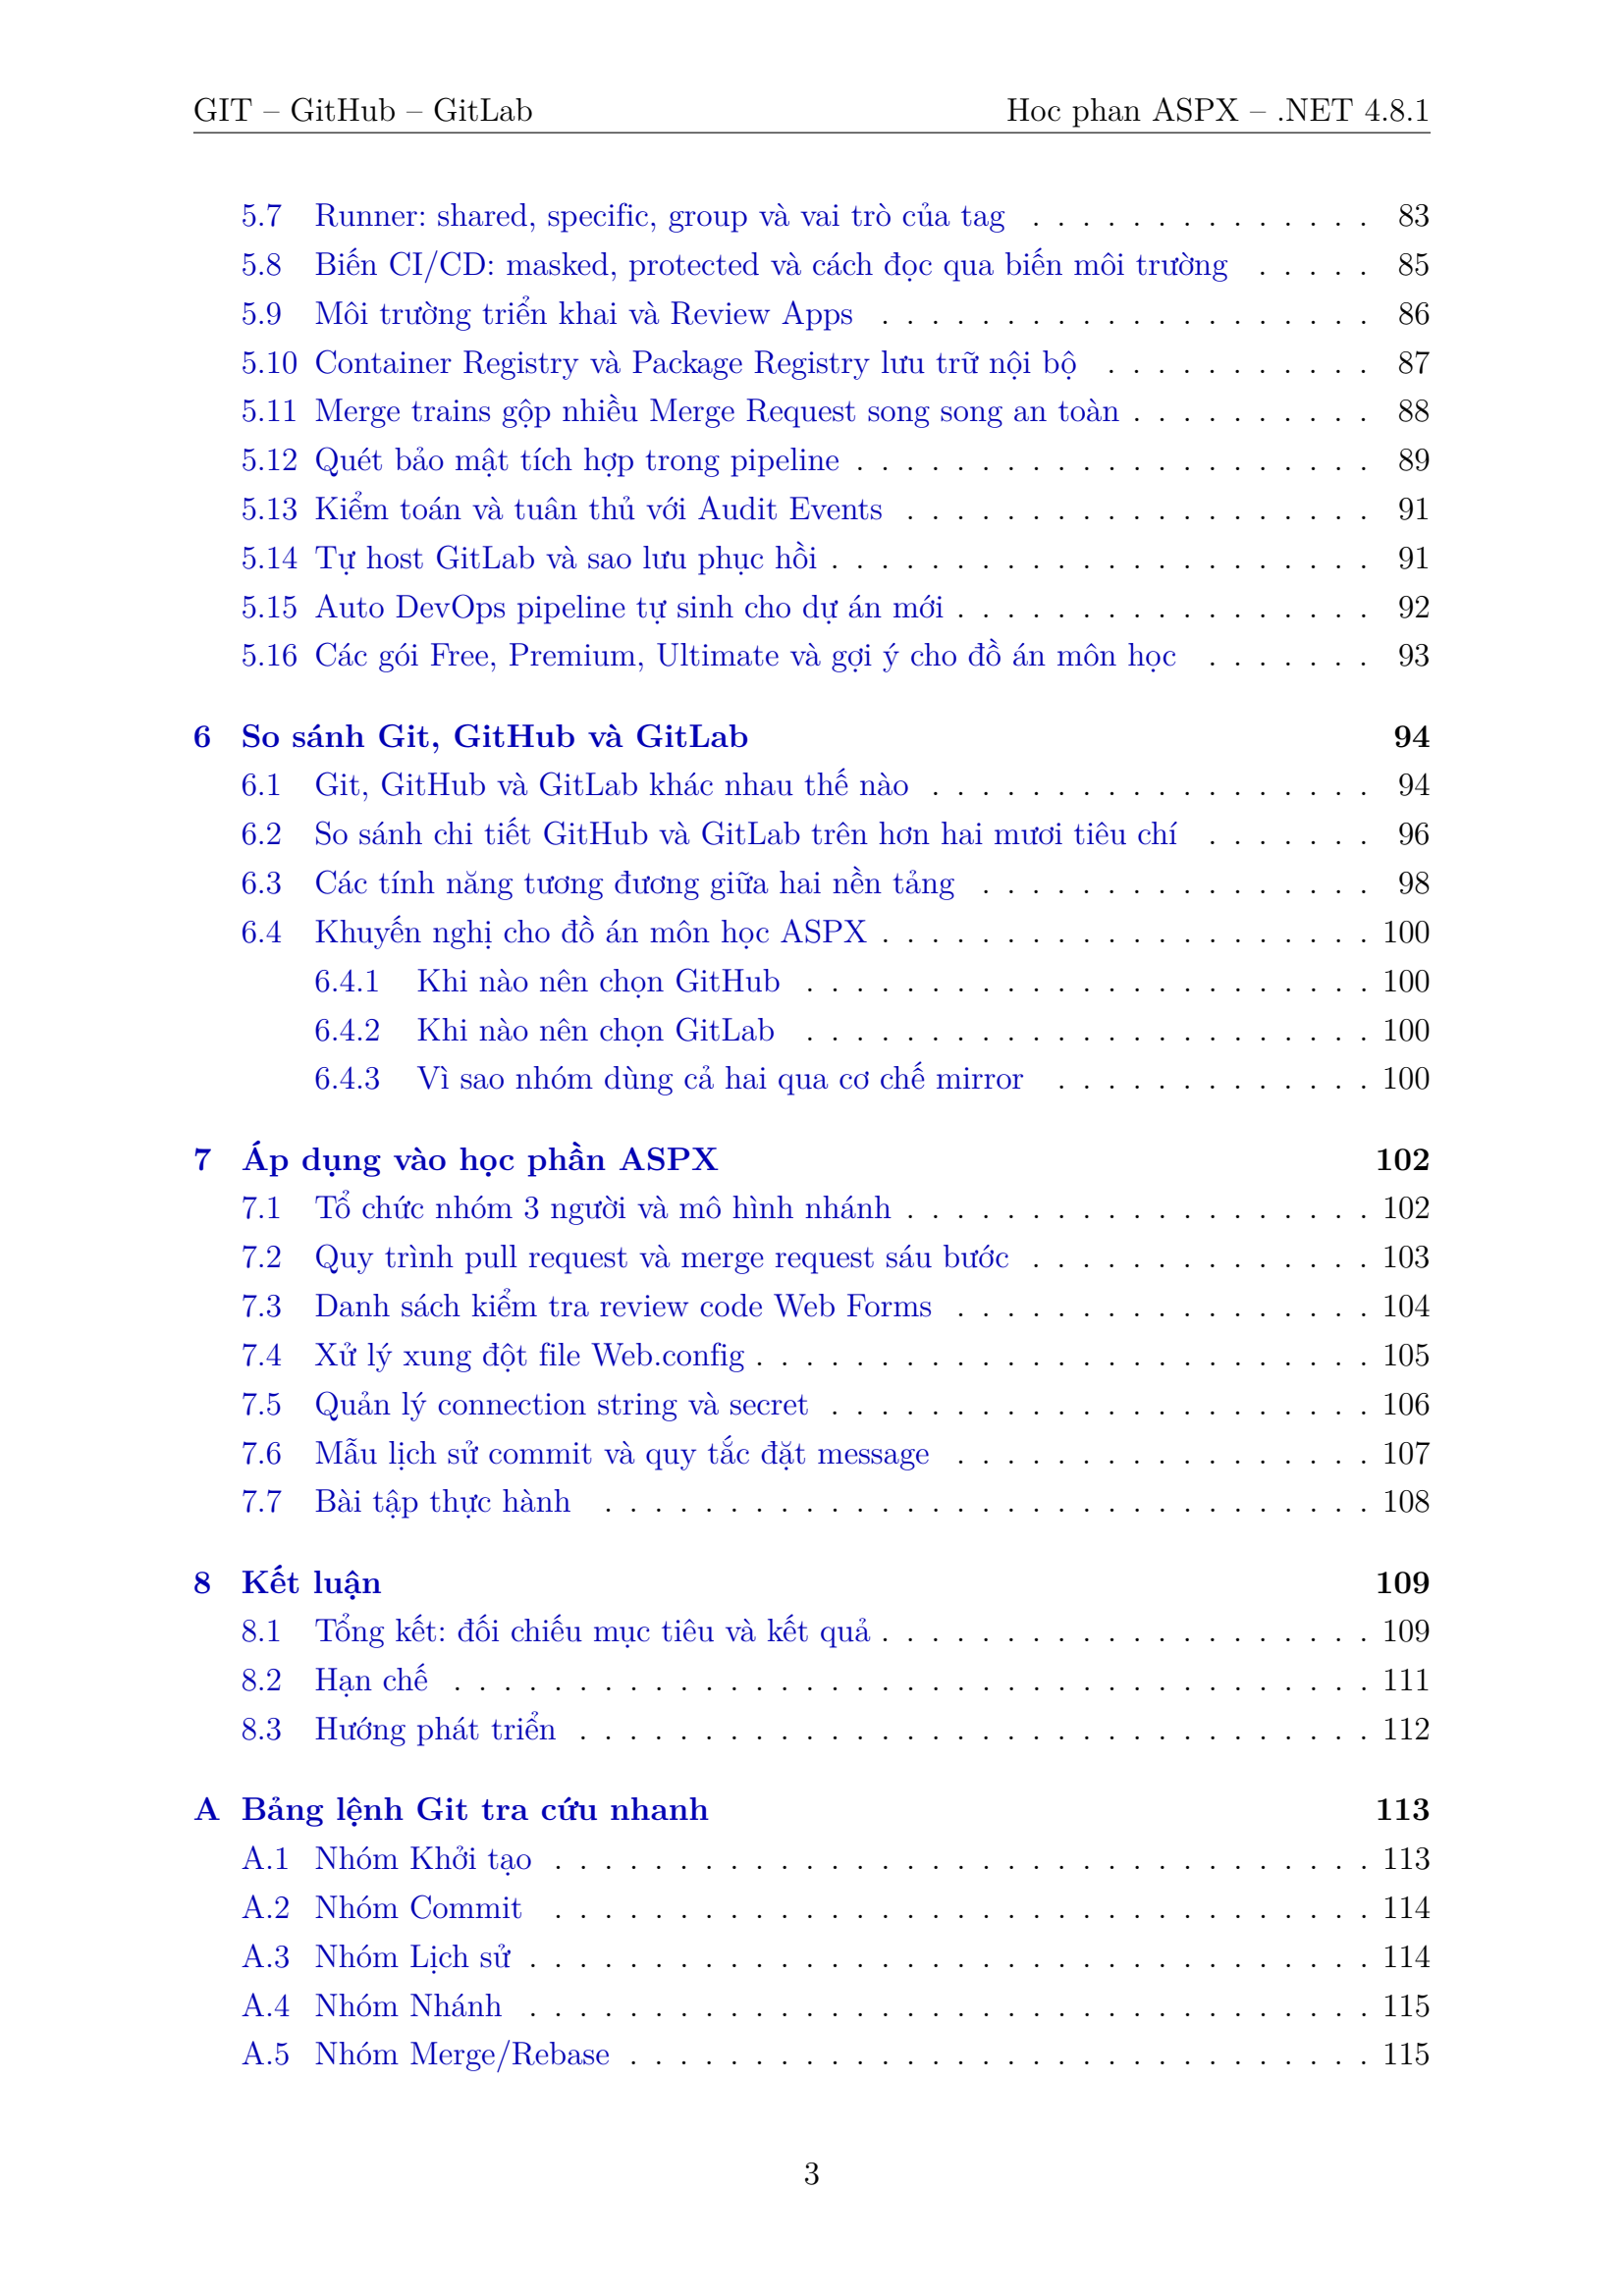 GIT – GitHub – GitLab Hoc phan ASPX – .NET 4.8.1
5.7 Runner: shared, specific, group và vai trò của tag . . . . . . . . . . . . . . 83
5.8 Biến CI/CD: masked, protected và cách đọc qua biến môi trường . . . . . 85
5.9 Môi trường triển khai và Review Apps . . . . . . . . . . . . . . . . . . . . 86
5.10 Container Registry và Package Registry lưu trữ nội bộ . . . . . . . . . . . 87
5.11 Merge trains gộp nhiều Merge Request song song an toàn . . . . . . . . . . 88
5.12 Quét bảo mật tích hợp trong pipeline . . . . . . . . . . . . . . . . . . . . . 89
5.13 Kiểm toán và tuân thủ với Audit Events . . . . . . . . . . . . . . . . . . . 91
5.14 Tự host GitLab và sao lưu phục hồi . . . . . . . . . . . . . . . . . . . . . . 91
5.15 Auto DevOps pipeline tự sinh cho dự án mới . . . . . . . . . . . . . . . . . 92
5.16 Các gói Free, Premium, Ultimate và gợi ý cho đồ án môn học . . . . . . . 93
6 So sánh Git, GitHub và GitLab 94
6.1 Git, GitHub và GitLab khác nhau thế nào . . . . . . . . . . . . . . . . . . 94
6.2 So sánh chi tiết GitHub và GitLab trên hơn hai mươi tiêu chí . . . . . . . 96
6.3 Các tính năng tương đương giữa hai nền tảng . . . . . . . . . . . . . . . . 98
6.4 Khuyến nghị cho đồ án môn học ASPX . . . . . . . . . . . . . . . . . . . . 100
6.4.1 Khi nào nên chọn GitHub . . . . . . . . . . . . . . . . . . . . . . . 100
6.4.2 Khi nào nên chọn GitLab . . . . . . . . . . . . . . . . . . . . . . . 100
6.4.3 Vì sao nhóm dùng cả hai qua cơ chế mirror . . . . . . . . . . . . . 100
7 Áp dụng vào học phần ASPX 102
7.1 Tổ chức nhóm 3 người và mô hình nhánh . . . . . . . . . . . . . . . . . . . 102
7.2 Quy trình pull request và merge request sáu bước . . . . . . . . . . . . . . 103
7.3 Danh sách kiểm tra review code Web Forms . . . . . . . . . . . . . . . . . 104
7.4 Xử lý xung đột file Web.config . . . . . . . . . . . . . . . . . . . . . . . . . 105
7.5 Quản lý connection string và secret . . . . . . . . . . . . . . . . . . . . . . 106
7.6 Mẫu lịch sử commit và quy tắc đặt message . . . . . . . . . . . . . . . . . 107
7.7 Bài tập thực hành . . . . . . . . . . . . . . . . . . . . . . . . . . . . . . . 108
8 Kết luận 109
8.1 Tổng kết: đối chiếu mục tiêu và kết quả . . . . . . . . . . . . . . . . . . . . 109
8.2 Hạn chế . . . . . . . . . . . . . . . . . . . . . . . . . . . . . . . . . . . . . 111
8.3 Hướng phát triển . . . . . . . . . . . . . . . . . . . . . . . . . . . . . . . . 112
A Bảng lệnh Git tra cứu nhanh 113
A.1 Nhóm Khởi tạo . . . . . . . . . . . . . . . . . . . . . . . . . . . . . . . . . 113
A.2 Nhóm Commit . . . . . . . . . . . . . . . . . . . . . . . . . . . . . . . . . 114
A.3 Nhóm Lịch sử . . . . . . . . . . . . . . . . . . . . . . . . . . . . . . . . . . 114
A.4 Nhóm Nhánh . . . . . . . . . . . . . . . . . . . . . . . . . . . . . . . . . . 115
A.5 Nhóm Merge/Rebase . . . . . . . . . . . . . . . . . . . . . . . . . . . . . . 115
3